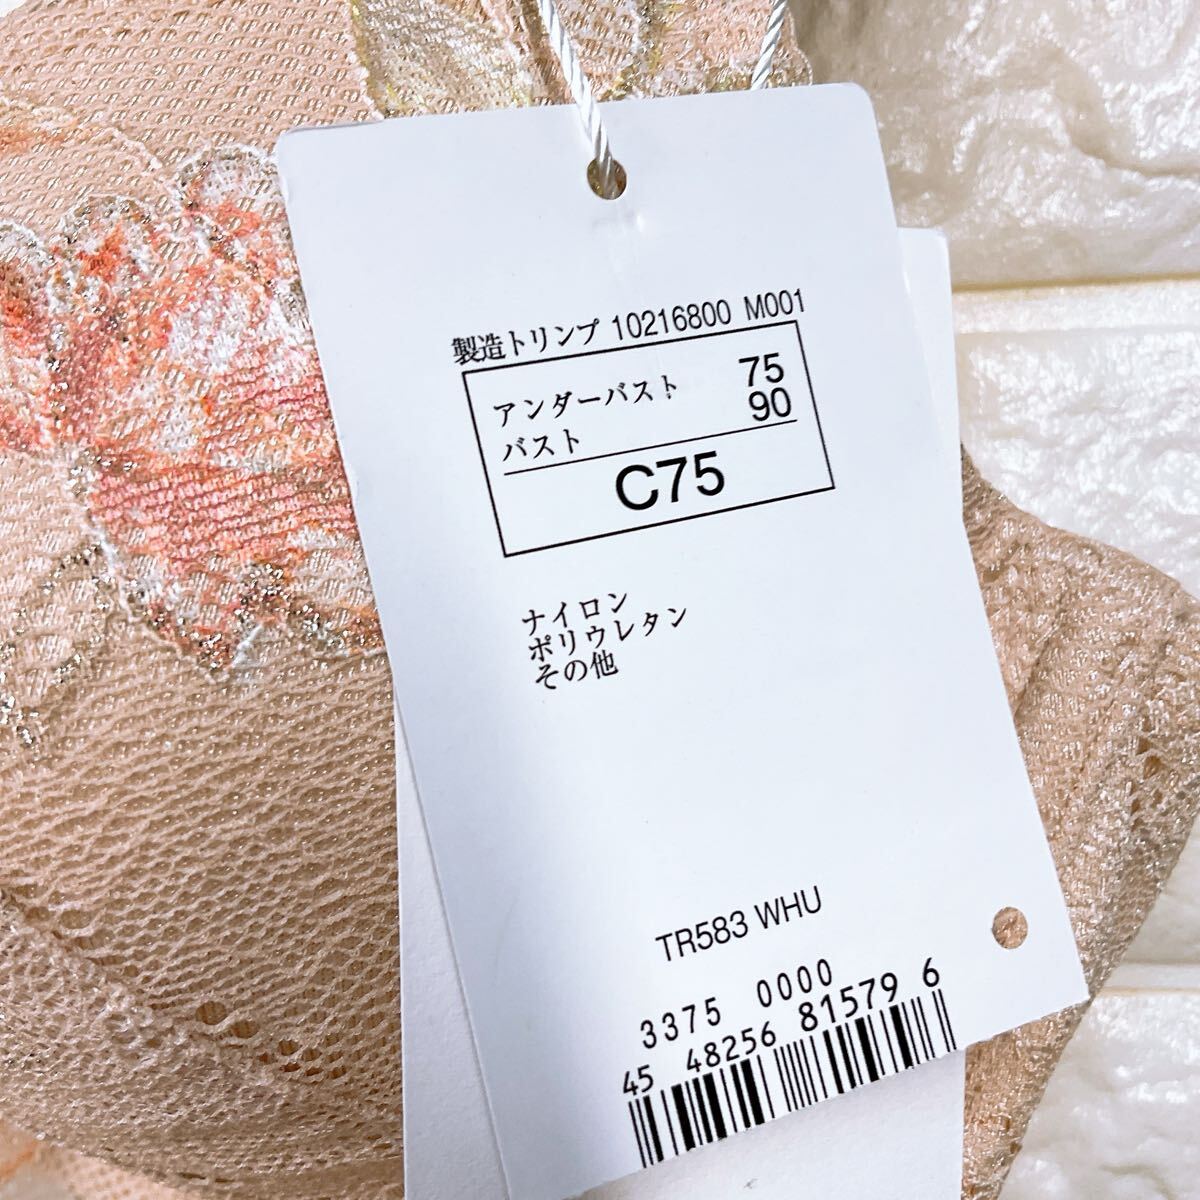 製造トリンプ 10216800 M001
アンダーバスト 75
バスト 90
C75
ナイロン
ポリウレタン
その他
TR583 WHU
3375 0000
45 48256 81579 6